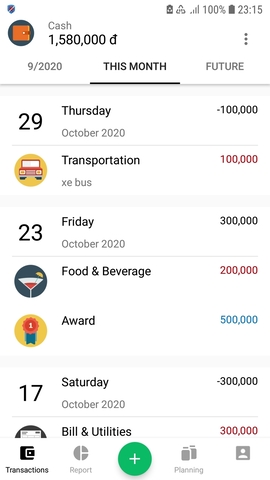 100% 23:15
Cash
1,580,000 đ
9/2020 THIS MONTH FUTURE
29 Thursday -100,000
October 2020
Transportation 100,000
xe bus
23 Friday 300,000
October 2020
Food & Beverage 200,000
1 Award 500,000
17 Saturday -300,000
October 2020
Bill & Utilities 300,000
Transactions Report + Planning